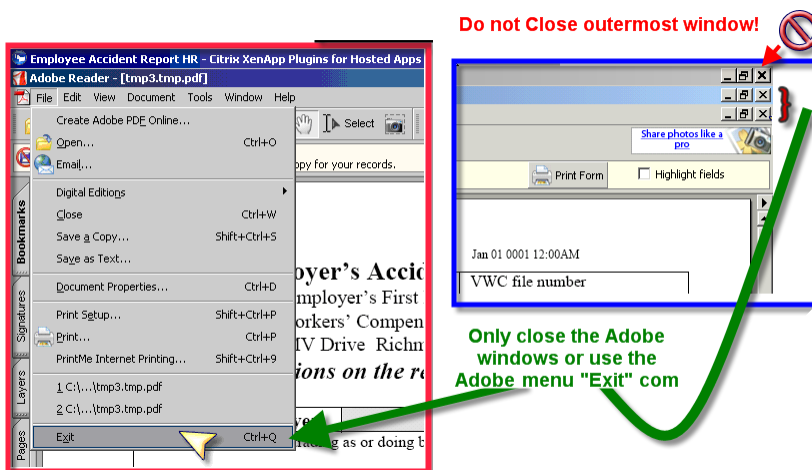 Do not Close outermost window!
Employee Accident Report HR - Citrix XenApp Plugins for Hosted Apps
Adobe Reader - [tmp3.tmp.pdf]
File Edit View Document Tools Window Help
Select
Create Adobe PDF Online...
Open... Ctrl+O
Email...
opy for your records.
Digital Editions
Close Ctrl+W
Save a Copy... Shift+Ctrl+S
Save as Text...
Document Properties... Ctrl+D
Print Setup... Shift+Ctrl+P
Print... Ctrl+P
PrintMe Internet Printing... Shift+Ctrl+9
1 C:\...\tmp3.tmp.pdf
2 C:\...\tmp3.tmp.pdf
Exit Ctrl+Q
Bookmarks
Signatures
Layers
Pages
oyer's Accid
mployer's First
orkers' Compen
MV Drive Richm
ions on the re
yer
rading as or doing b
Share photos like a
pro
Print Form
Highlight fields
Jan 01 0001 12:00AM
VWC file number
Only close the Adobe
windows or use the
Adobe menu "Exit" com